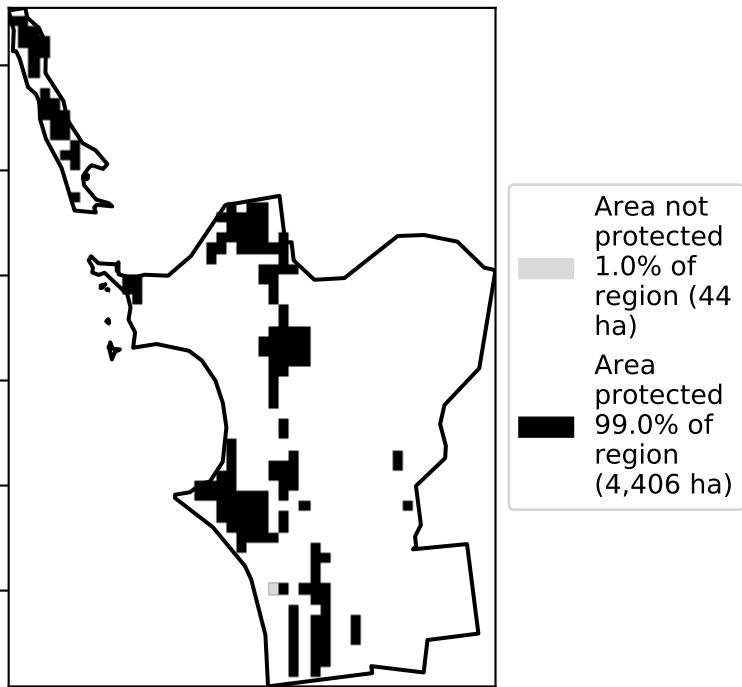 Area not
protected
1.0% of
region (44
ha)
Area
protected
99.0% of
region
(4,406 ha)